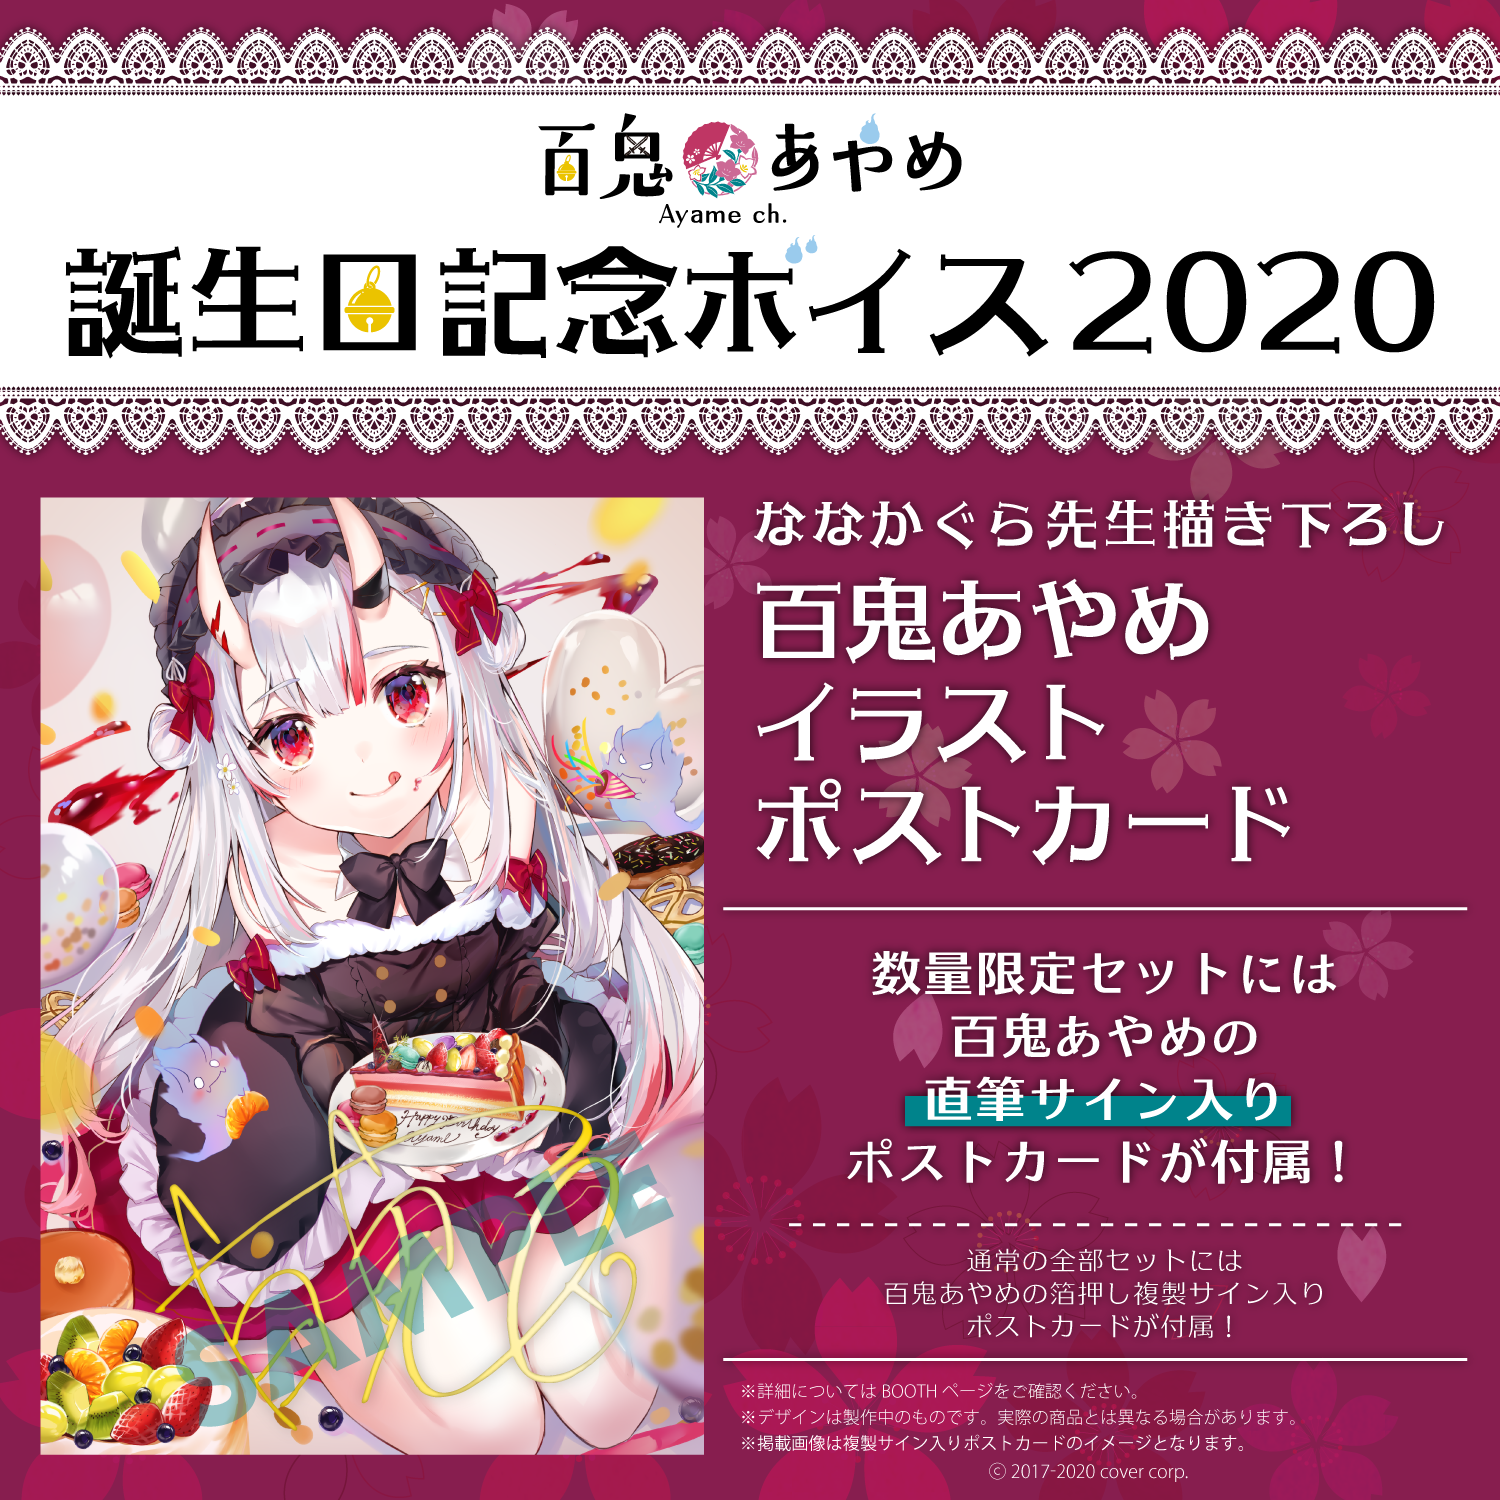 百鬼あやめ
Ayame ch.
誕生日記念ボイス2020
ななかぐら先生描き下ろし
百鬼あやめ
イラスト
ポストカード
Happy Birthday
Ayame
SAMPLE
数量限定セットには
百鬼あやめの
直筆サイン入り
ポストカードが付属！
通常の全部セットには
百鬼あやめの箔押し複製サイン入り
ポストカードが付属！
※詳細についてはBOOTHページをご確認ください。
※デザインは製作中のものです。実際の商品とは異なる場合があります。
※掲載画像は複製サイン入りポストカードのイメージとなります。
ⓒ 2017-2020 cover corp.